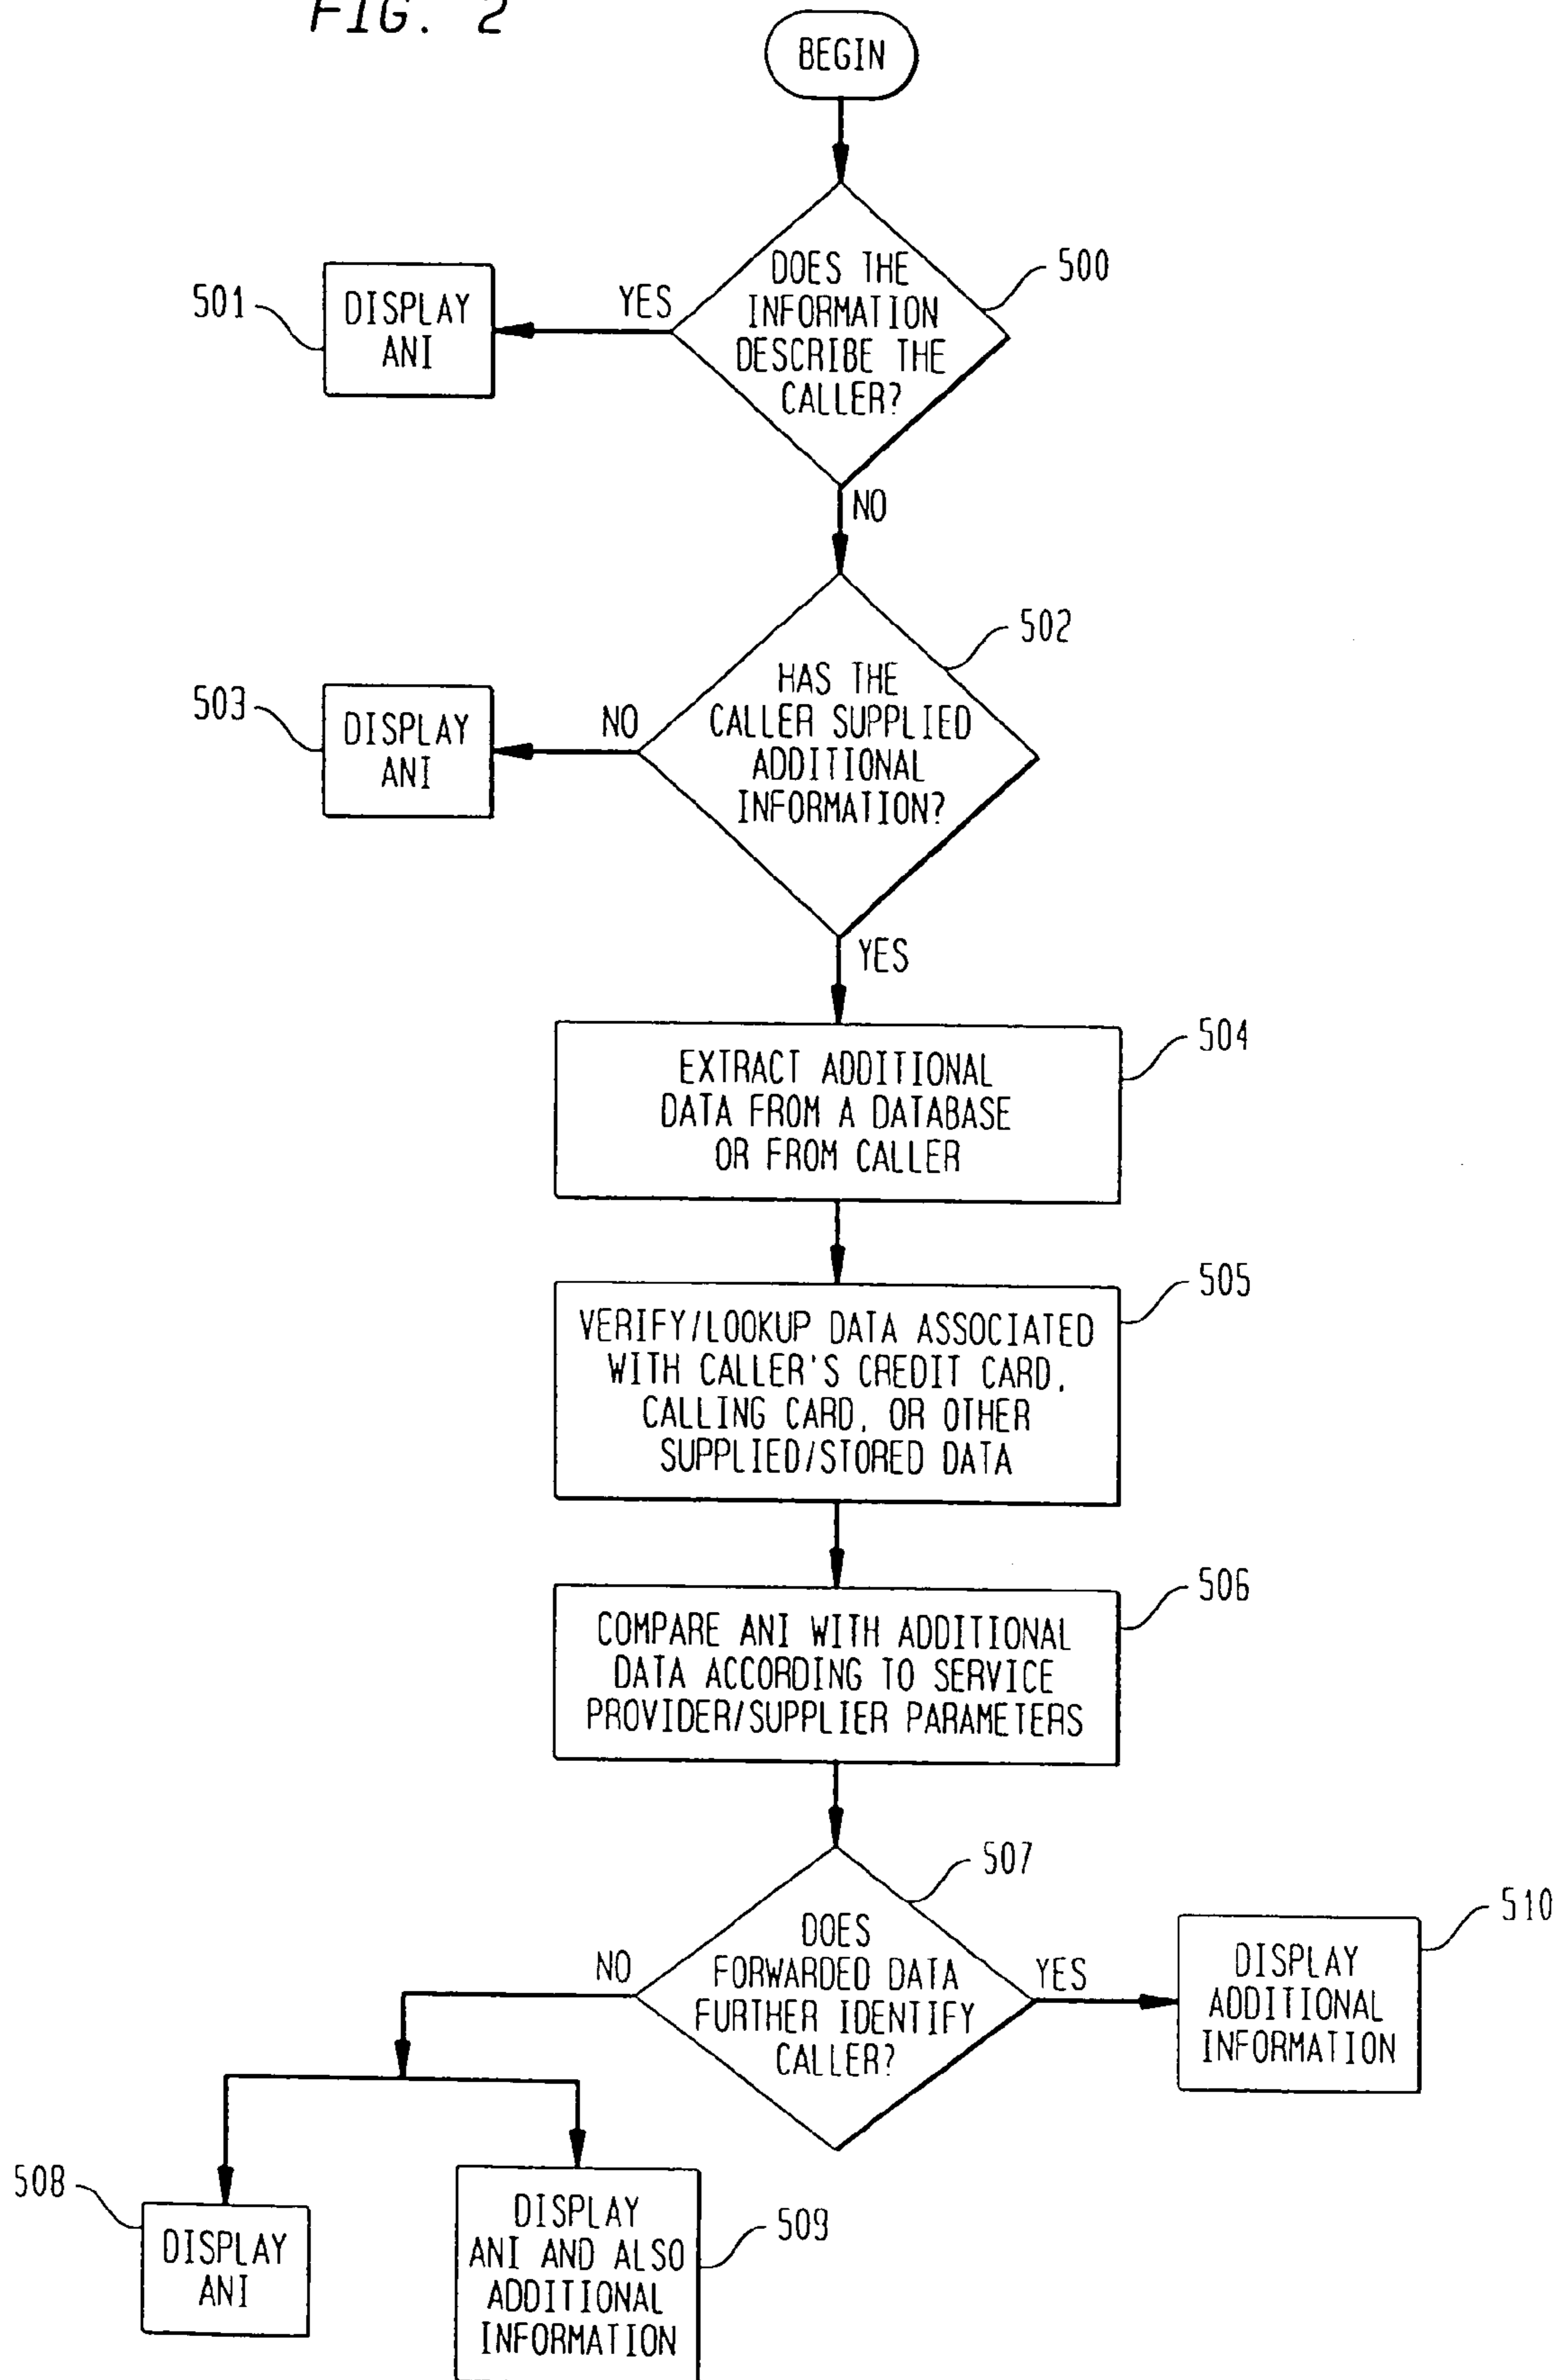 FIG. 2
BEGIN
DOES THE
INFORMATION
DESCRIBE THE
CALLER?
500
YES
501
DISPLAY
ANI
NO
502
HAS THE
CALLER SUPPLIED
ADDITIONAL
INFORMATION?
NO
503
DISPLAY
ANI
YES
504
EXTRACT ADDITIONAL
DATA FROM A DATABASE
OR FROM CALLER
505
VERIFY/LOOKUP DATA ASSOCIATED
WITH CALLER'S CREDIT CARD,
CALLING CARD, OR OTHER
SUPPLIED/STORED DATA
506
COMPARE ANI WITH ADDITIONAL
DATA ACCORDING TO SERVICE
PROVIDER/SUPPLIER PARAMETERS
507
DOES
FORWARDED DATA
FURTHER IDENTIFY
CALLER?
NO
YES
510
DISPLAY
ADDITIONAL
INFORMATION
508
DISPLAY
ANI
509
DISPLAY
ANI AND ALSO
ADDITIONAL
INFORMATION